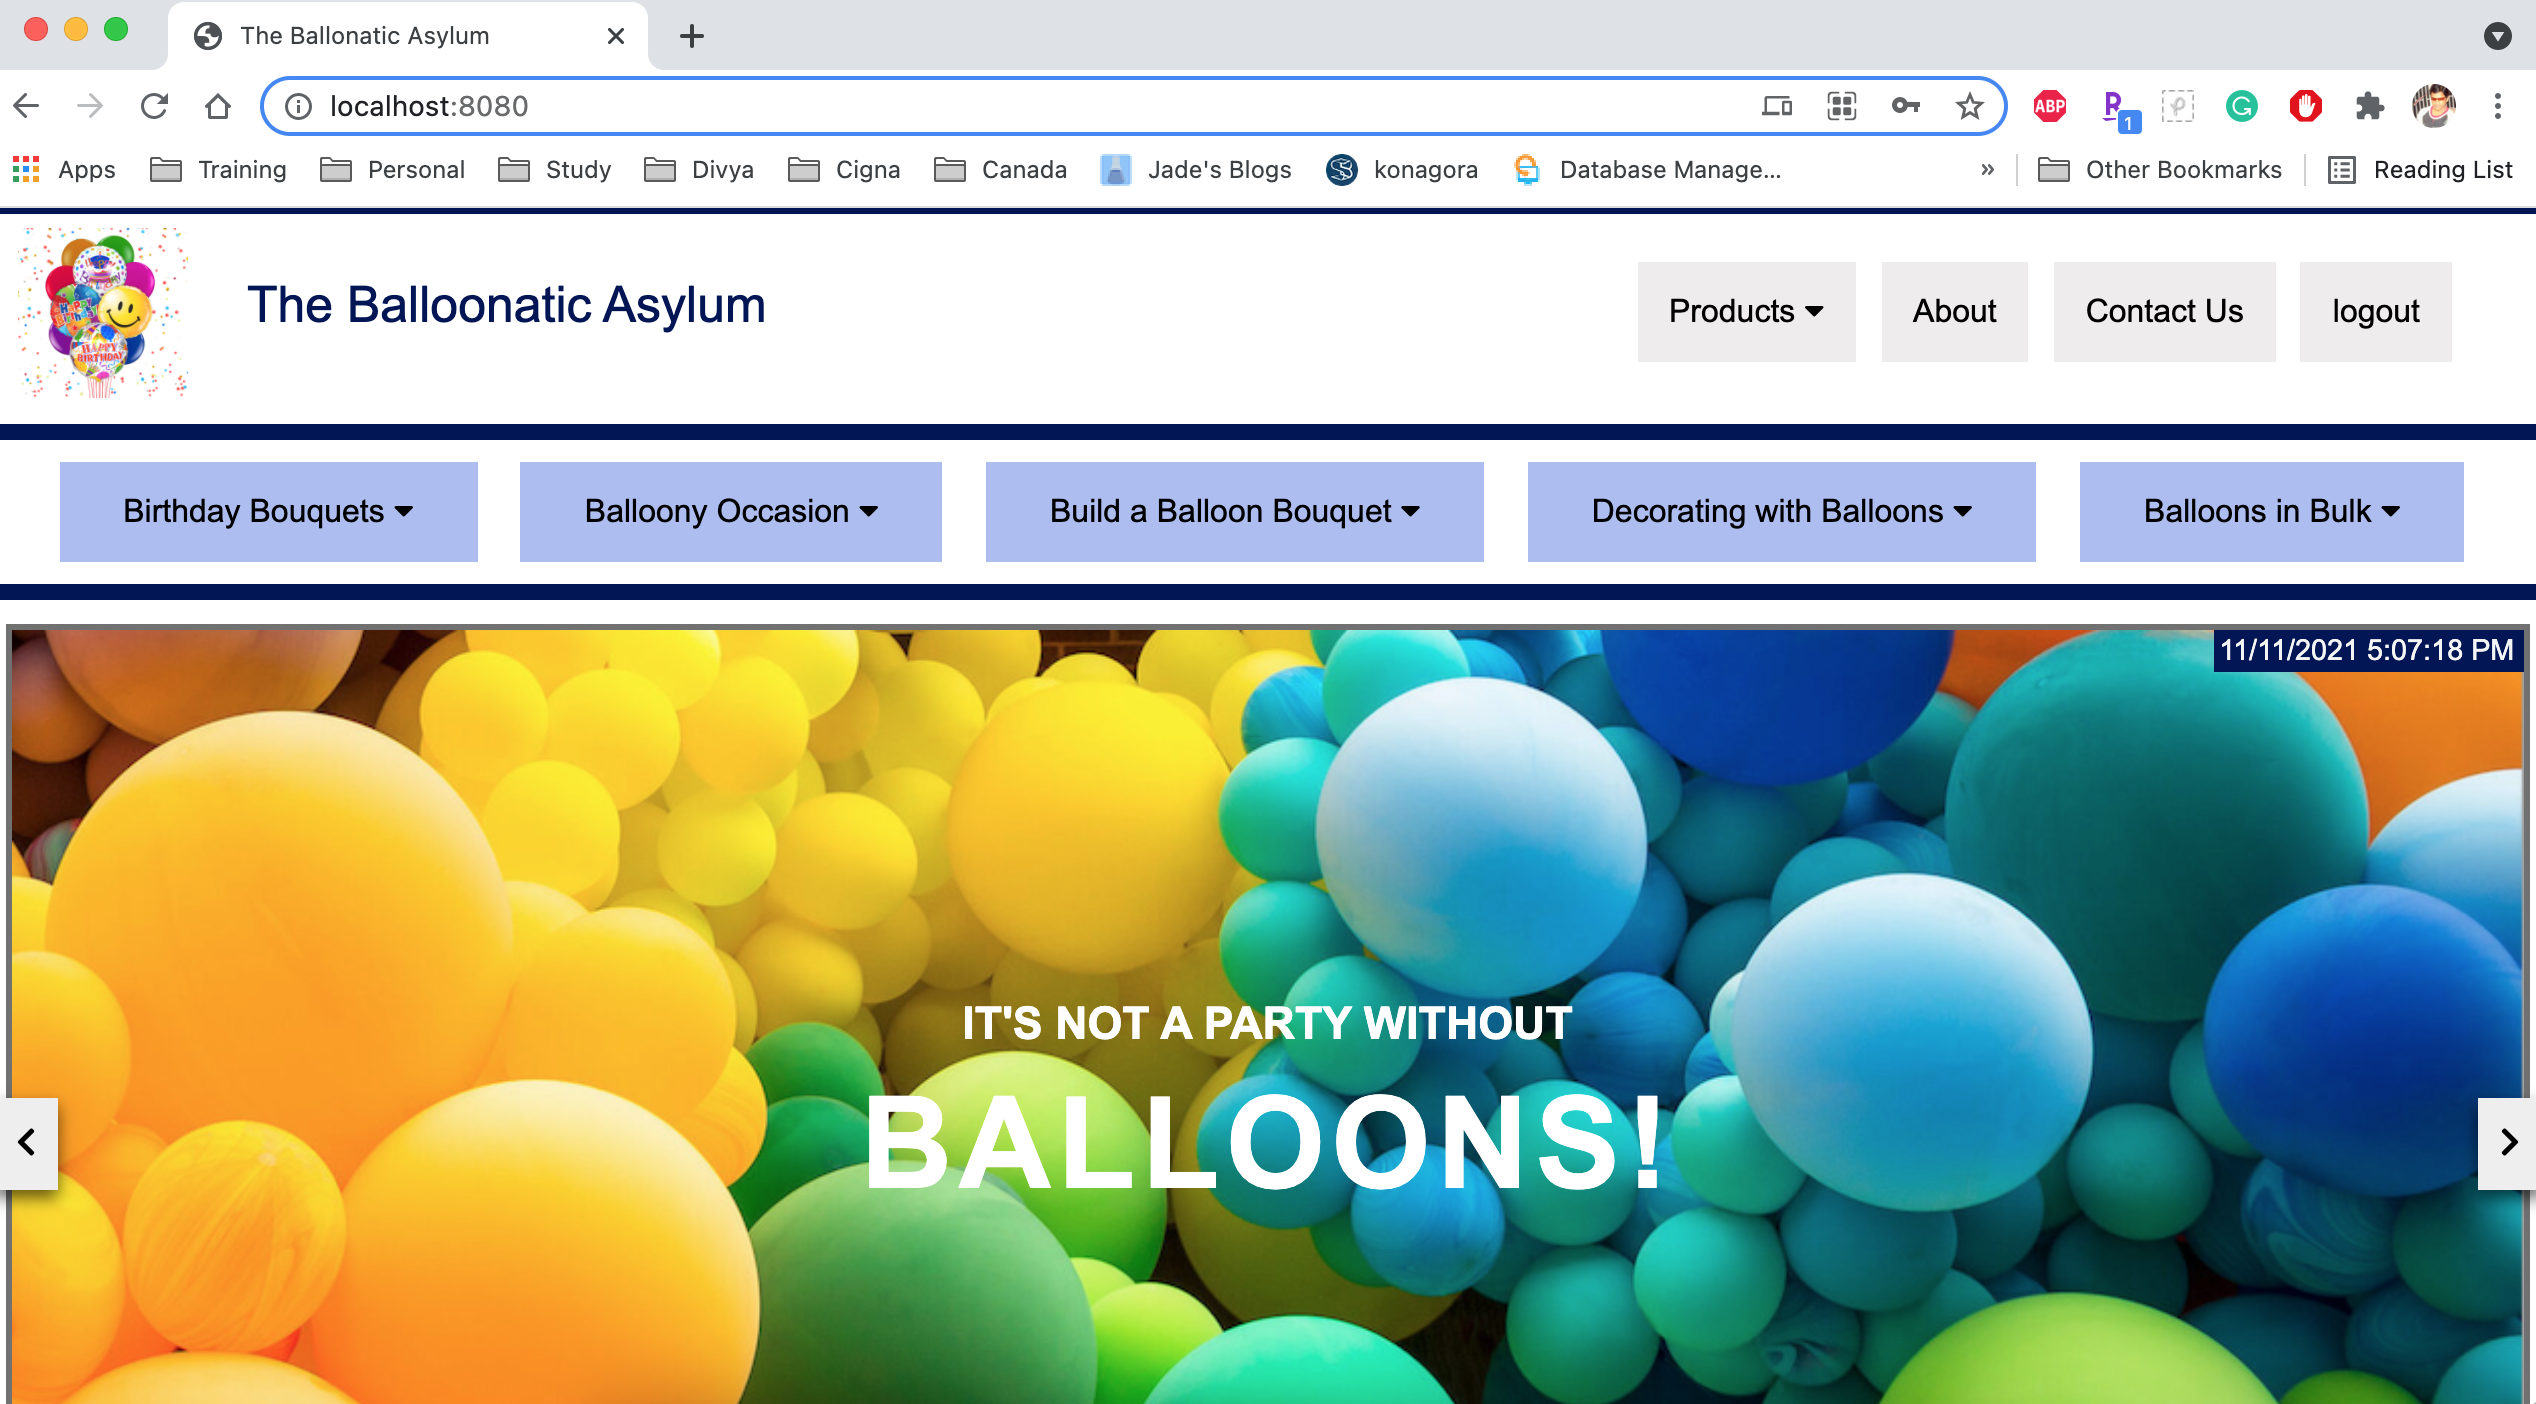 The Ballonatic Asylum
localhost:8080
ABP
1
Apps Training Personal Study Divya Cigna Canada Jade's Blogs konagora Database Manage... » Other Bookmarks Reading List
The Balloonatic Asylum
Products About Contact Us logout
Birthday Bouquets Balloony Occasion Build a Balloon Bouquet Decorating with Balloons Balloons in Bulk
11/11/2021 5:07:18 PM
IT'S NOT A PARTY WITHOUT
BALLOONS!